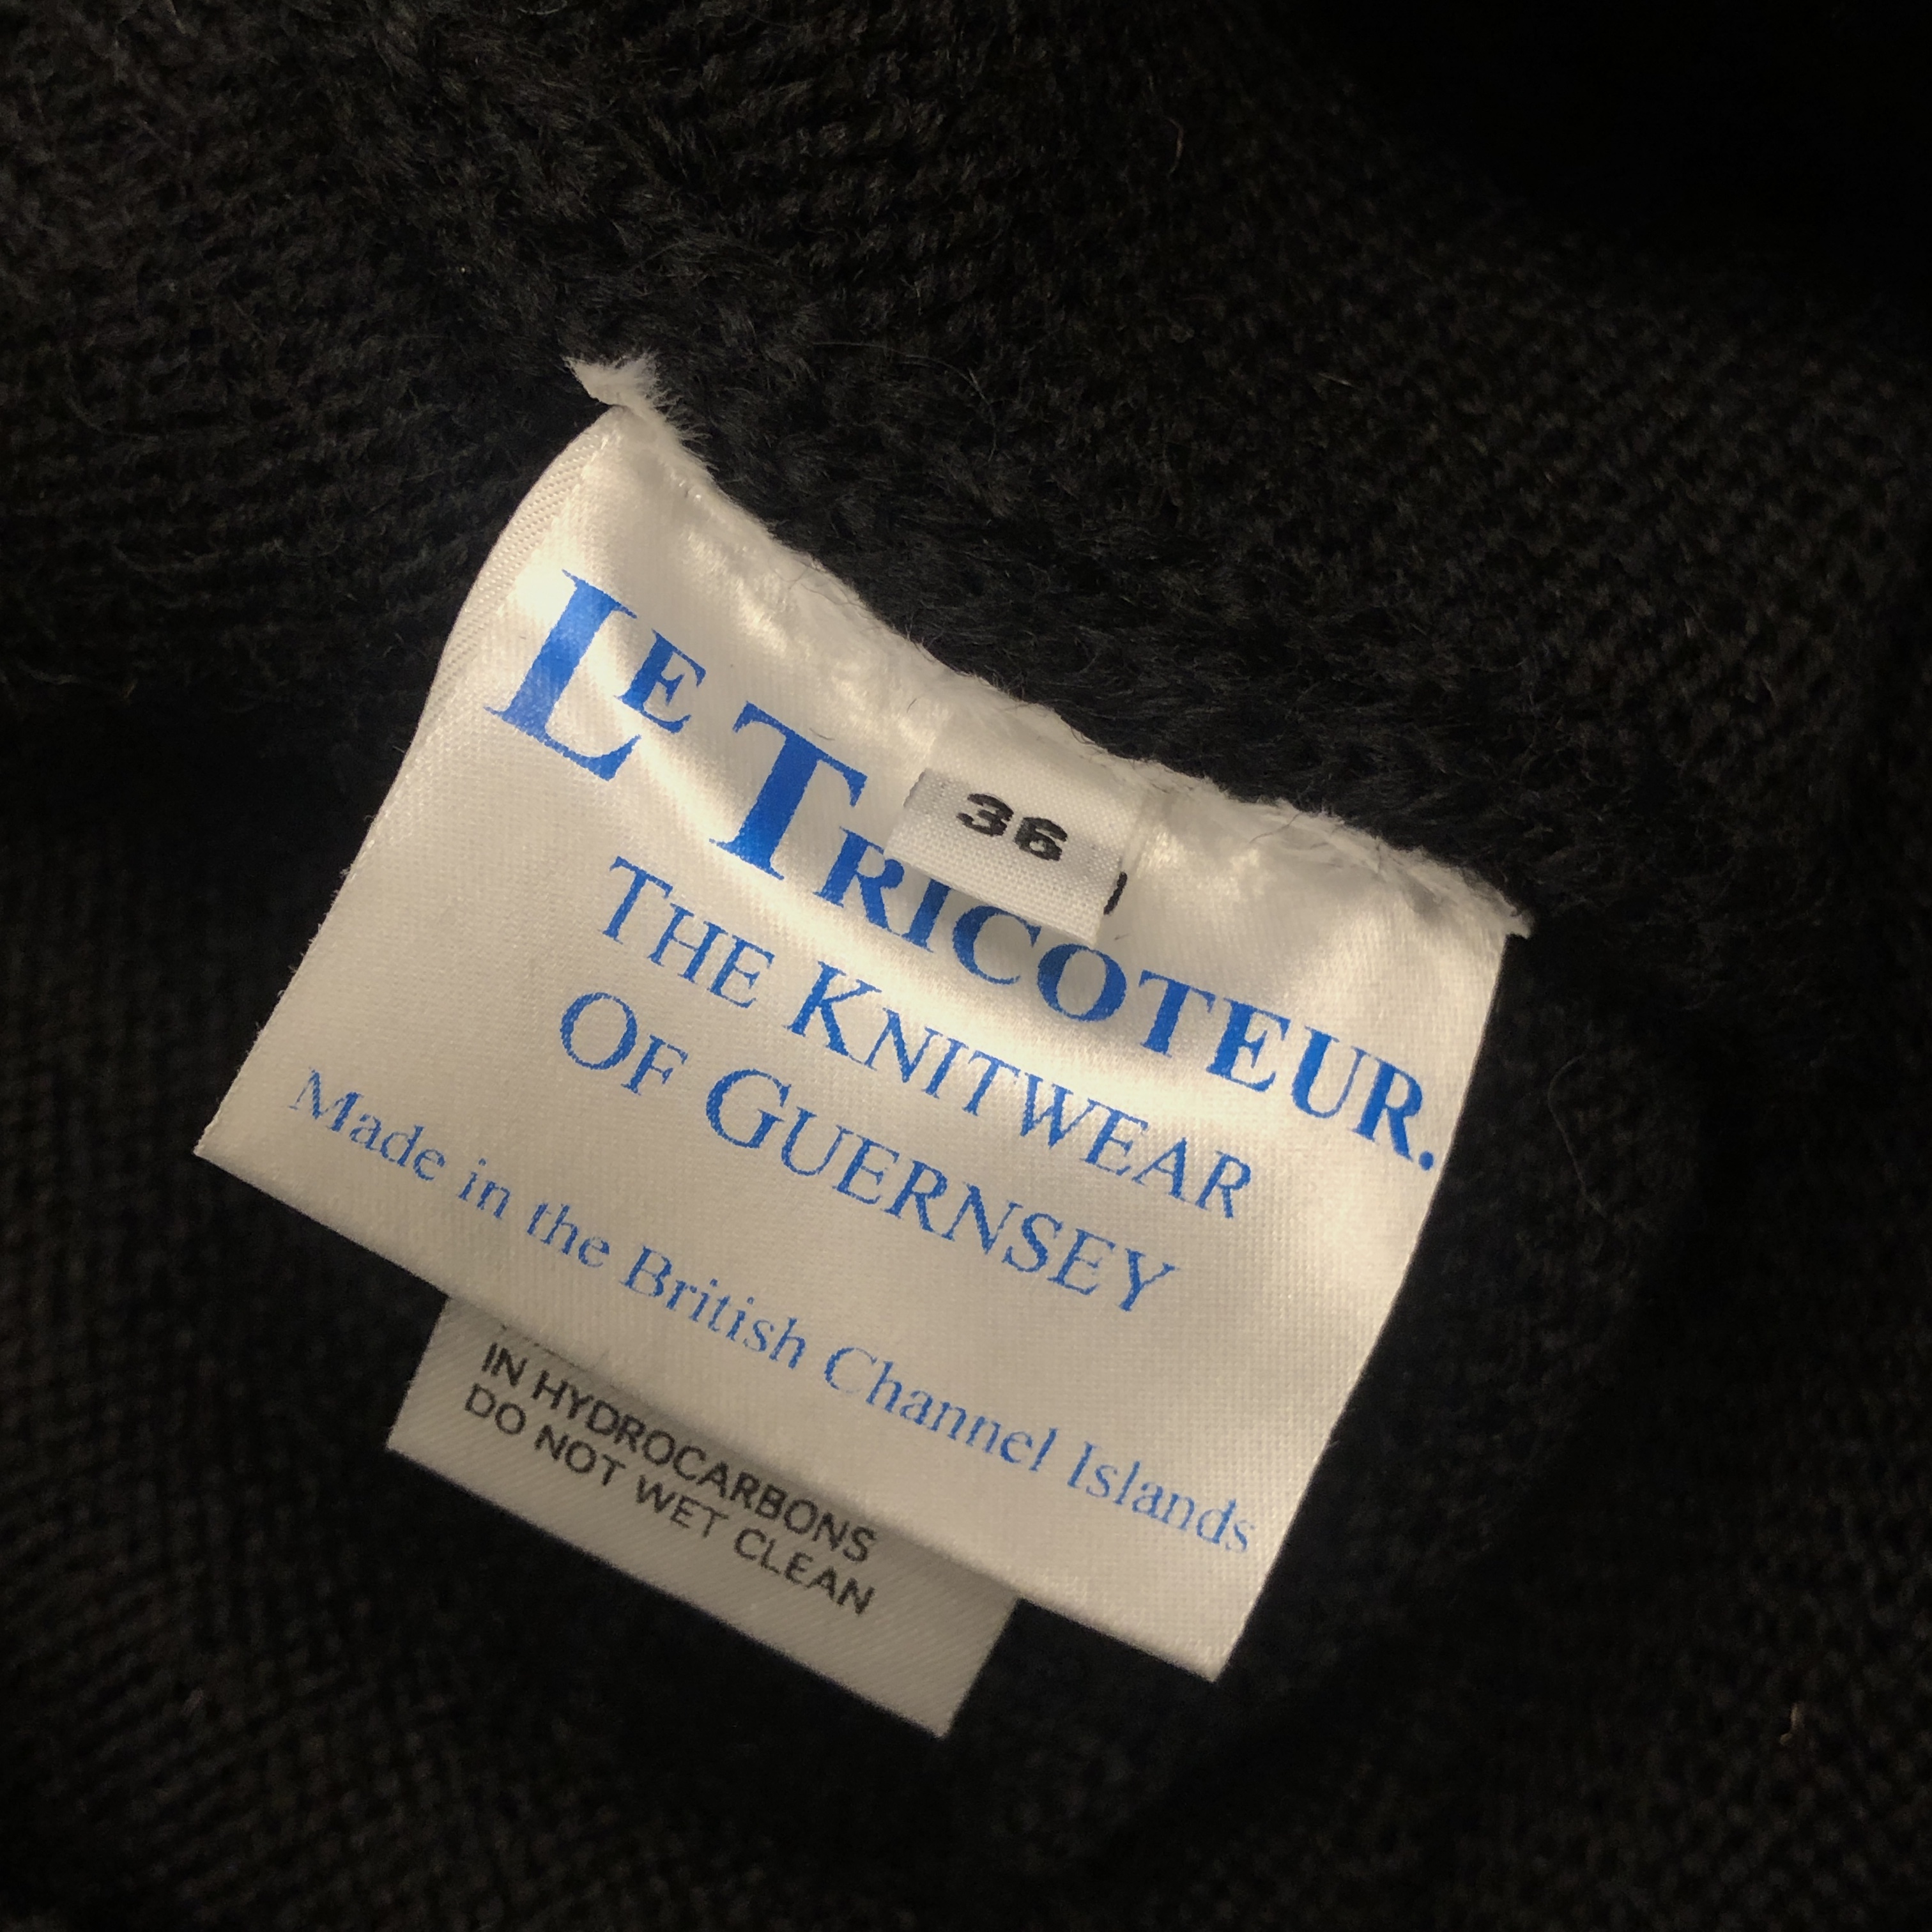 36
LE TRICOTEUR.
THE KNITWEAR
OF GUERNSEY
Made in the British Channel Islands
IN HYDROCARBONS
DO NOT WET CLEAN